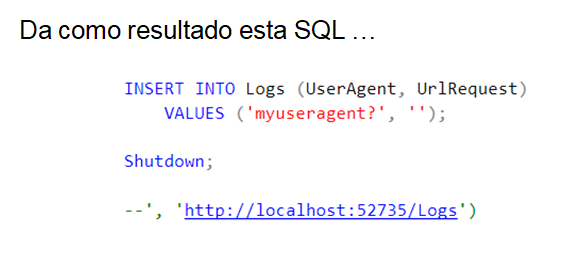 Da como resultado esta SQL …
INSERT INTO Logs (UserAgent, UrlRequest)
VALUES ('myuseragent?', '');
Shutdown;
--', 'http://localhost:52735/Logs')